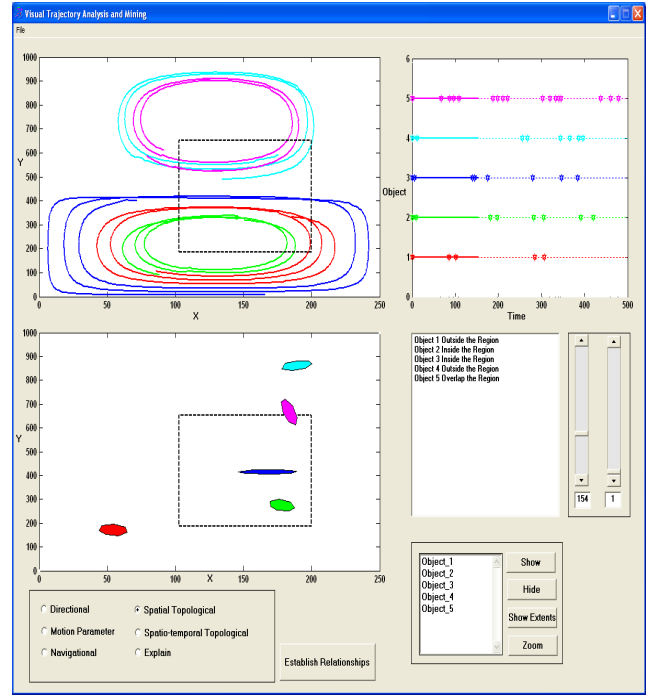 Visual Trajectory Analysis and Mining
File
1000
900
800
700
600
500
400
300
200
100
0
Y
0 50 100 150 200 250
X
6
5
4
3
2
1
0
Object
0 100 200 300 400 500
Time
1000
900
800
700
600
500
400
300
200
100
0
Y
0 50 100 150 200 250
X
Object 1 Outside the Region
Object 2 Inside the Region
Object 3 Inside the Region
Object 4 Outside the Region
Object 5 Overlap the Region
154 1
Object_1
Object_2
Object_3
Object_4
Object_5
Show
Hide
Show Extents
Zoom
Directional Spatial Topological
Motion Parameter Spatio-temporal Topological
Navigational Explain
Establish Relationships